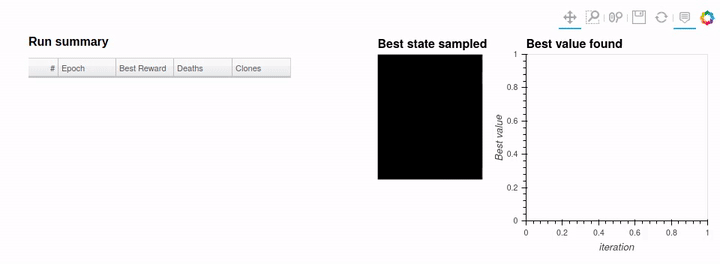 Run summary
# Epoch Best Reward Deaths Clones
Best state sampled
Best value found
Best value
1
0.8
0.6
0.4
0.2
0
0 0.2 0.4 0.6 0.8 1
iteration